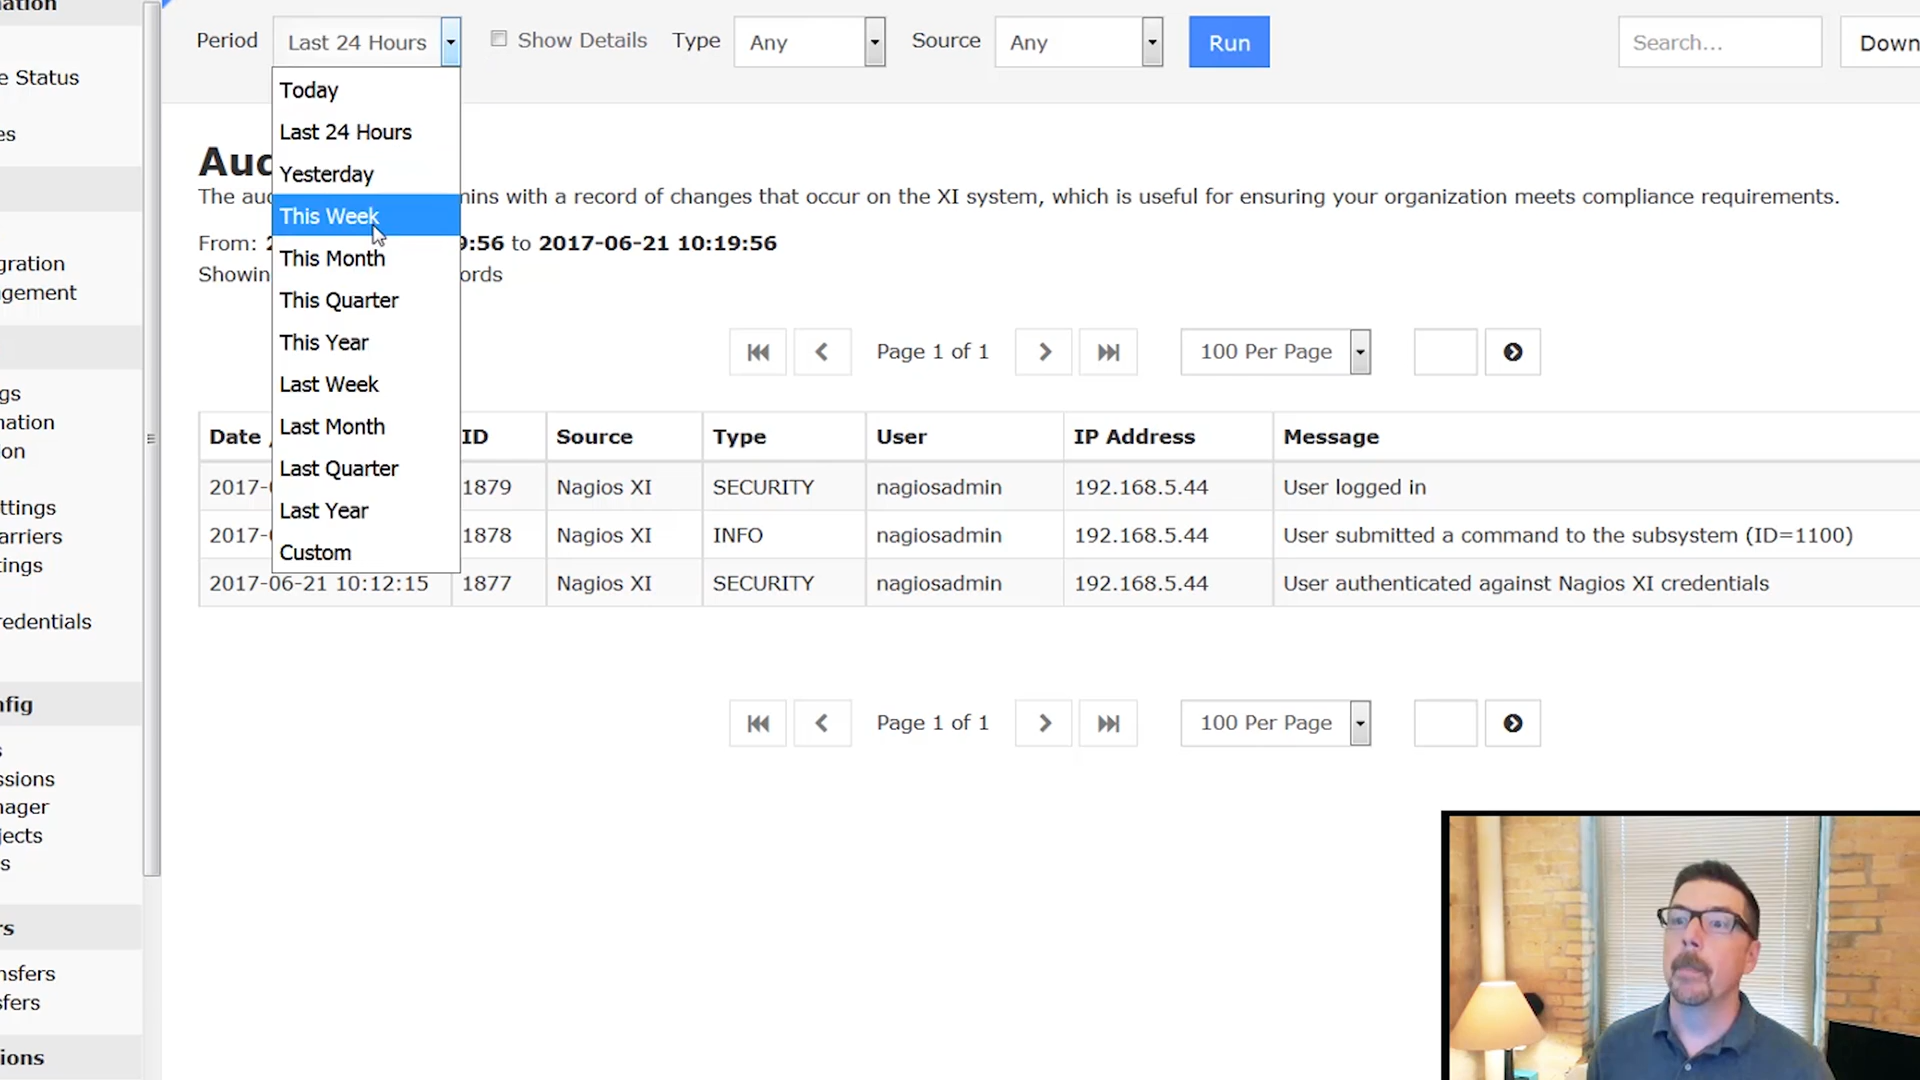 ation
e Status
es
gration
gement
gs
nation
on
ttings
arriers
tings
redentials
nfig
s
ssions
nager
jects
s
rs
nsfers
sfers
ions
Period Last 24 Hours Show Details Type Any Source Any Run Search... Down
Today
Last 24 Hours
Yesterday
This Week
This Month
This Quarter
This Year
Last Week
Last Month
Last Quarter
Last Year
Custom
Aud
The au mins with a record of changes that occur on the XI system, which is useful for ensuring your organization meets compliance requirements.
From: 2 9:56 to 2017-06-21 10:19:56
Showin ords
Page 1 of 1 100 Per Page
Date ID Source Type User IP Address Message
2017- 1879 Nagios XI SECURITY nagiosadmin 192.168.5.44 User logged in
2017- 1878 Nagios XI INFO nagiosadmin 192.168.5.44 User submitted a command to the subsystem (ID=1100)
2017-06-21 10:12:15 1877 Nagios XI SECURITY nagiosadmin 192.168.5.44 User authenticated against Nagios XI credentials
Page 1 of 1 100 Per Page